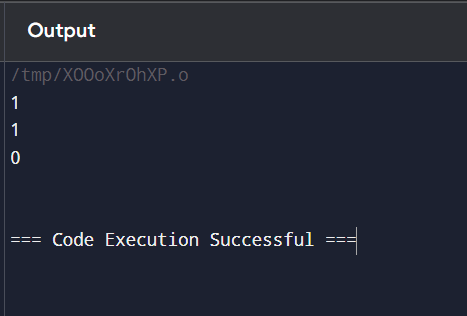 Output
/tmp/XOOoXrOhXP.o
1
1
0
=== Code Execution Successful ===